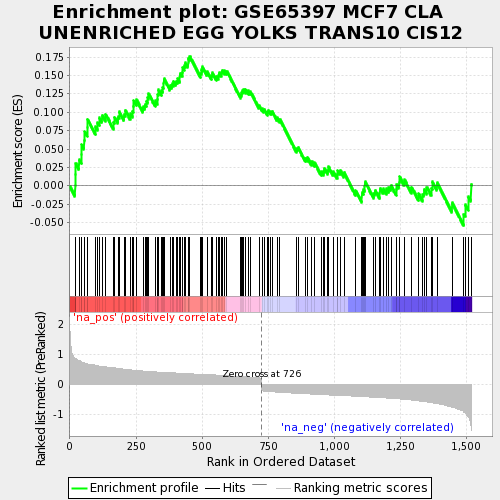 Enrichment plot: GSE65397 MCF7 CLA
UNENRICHED EGG YOLKS TRANS10 CIS12
Enrichment score (ES)
0.175
0.150
0.125
0.100
0.075
0.050
0.025
0.000
-0.025
-0.050
'na_pos' (positively correlated)
Ranked list metric (PreRanked)
2
1
0
-1
Zero cross at 726
'na_neg' (negatively correlated)
0 250 500 750 1,000 1,250 1,500
Rank in Ordered Dataset
Enrichment profile Hits Ranking metric scores